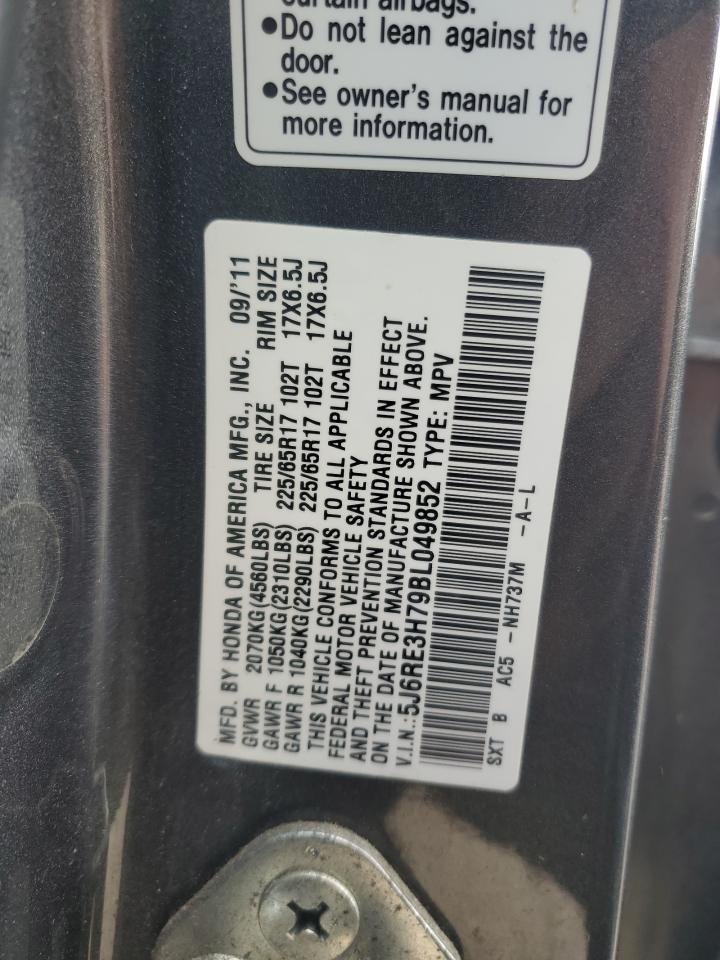 curtain airbags.
•Do not lean against the
door.
•See owner's manual for
more information.
MFD. BY HONDA OF AMERICA MFG., INC. 09/'11
GVWR 2070KG(4560LBS) TIRE SIZE RIM SIZE
GAWR F 1050KG(2310LBS) 225/65R17 102T 17X6.5J
GAWR R 1040KG(2290LBS) 225/65R17 102T 17X6.5J
THIS VEHICLE CONFORMS TO ALL APPLICABLE
FEDERAL MOTOR VEHICLE SAFETY
AND THEFT PREVENTION STANDARDS IN EFFECT
ON THE DATE OF MANUFACTURE SHOWN ABOVE.
V.I.N.:5J6RE3H79BL049852 TYPE: MPV
SXT B AC5 -NH737M -A-L